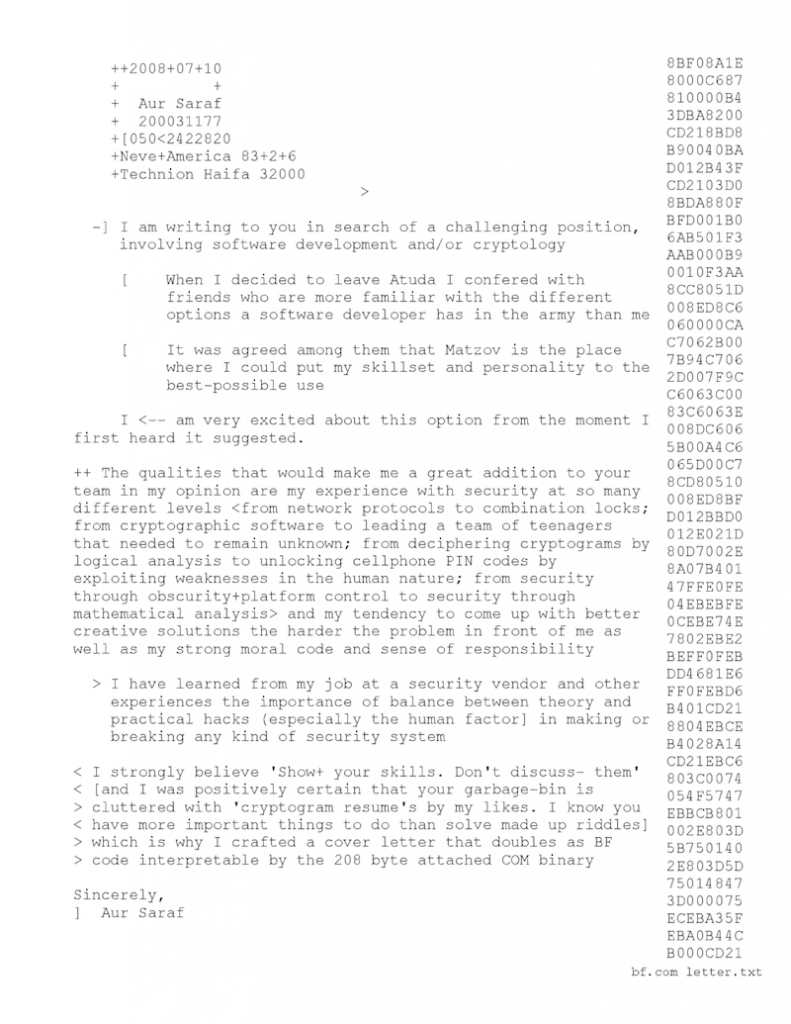 ++2008+07+10
+          +
+  Aur Saraf
+  200031177
+[050<2422820
+Neve+America 83+2+6
+Technion Haifa 32000
>
-] I am writing to you in search of a challenging position,
involving software development and/or cryptology
[    When I decided to leave Atuda I confered with
friends who are more familiar with the different
options a software developer has in the army than me
[    It was agreed among them that Matzov is the place
where I could put my skillset and personality to the
best-possible use
I <-- am very excited about this option from the moment I
first heard it suggested.
++ The qualities that would make me a great addition to your
team in my opinion are my experience with security at so many
different levels <from network protocols to combination locks;
from cryptographic software to leading a team of teenagers
that needed to remain unknown; from deciphering cryptograms by
logical analysis to unlocking cellphone PIN codes by
exploiting weaknesses in the human nature; from security
through obscurity+platform control to security through
mathematical analysis> and my tendency to come up with better
creative solutions the harder the problem in front of me as
well as my strong moral code and sense of responsibility
> I have learned from my job at a security vendor and other
experiences the importance of balance between theory and
practical hacks (especially the human factor] in making or
breaking any kind of security system
< I strongly believe 'Show+ your skills. Don't discuss- them'
< [and I was positively certain that your garbage-bin is
> cluttered with 'cryptogram resume's by my likes. I know you
< have more important things to do than solve made up riddles]
> which is why I crafted a cover letter that doubles as BF
> code interpretable by the 208 byte attached COM binary
Sincerely,
]  Aur Saraf
8BF08A1E
8000C687
810000B4
3DBA8200
CD218BD8
B90040BA
D012B43F
CD2103D0
8BDA880F
BFD001B0
6AB501F3
AAB000B9
0010F3AA
8CC8051D
008ED8C6
060000CA
C7062B00
7B94C706
2D007F9C
C6063C00
83C6063E
008DC606
5B00A4C6
065D00C7
8CD80510
008ED8BF
D012BBD0
012E021D
80D7002E
8A07B401
47FFE0FE
04EBEBFE
0CEBE74E
7802EBE2
BEFF0FEB
DD4681E6
FF0FEBD6
B401CD21
8804EBCE
B4028A14
CD21EBC6
803C0074
054F5747
EBBCB801
002E803D
5B750140
2E803D5D
75014847
3D000075
ECEBA35F
EBA0B44C
B000CD21
bf.com letter.txt